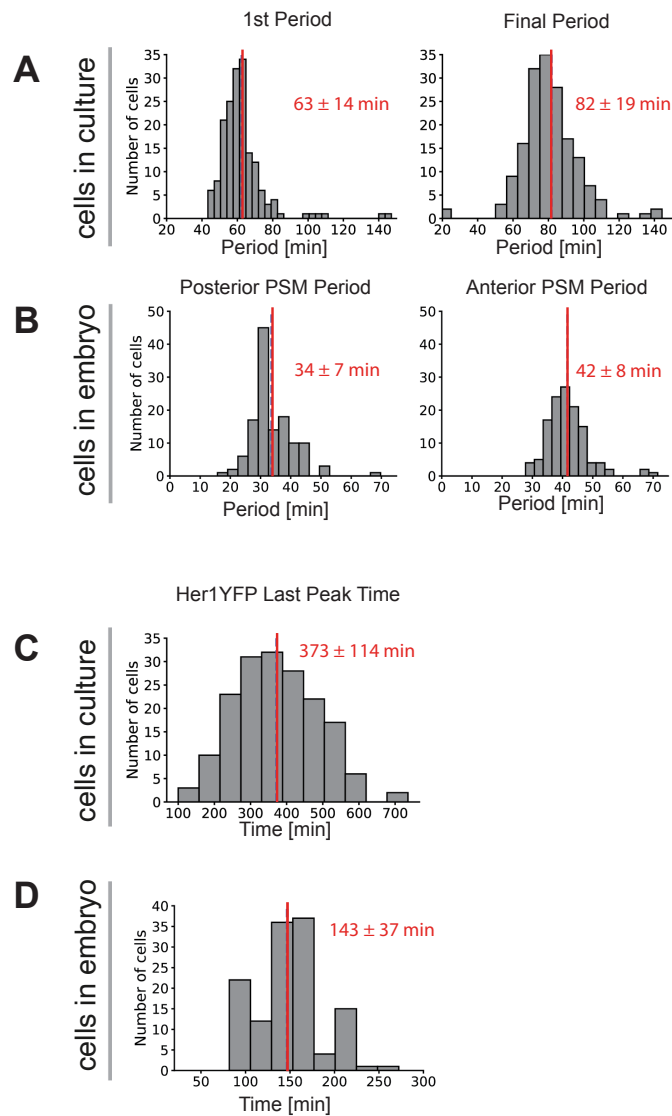 1st Period
Final Period
A
cells in culture
Number of cells
35
30
25
20
15
10
5
0
63 ± 14 min
20 40 60 80 100 120 140
Period [min]
35
30
25
20
15
10
5
0
82 ± 19 min
20 40 60 80 100 120 140
Period [min]
Posterior PSM Period
Anterior PSM Period
B
cells in embryo
Number of cells
50
40
30
20
10
0
34 ± 7 min
0 10 20 30 40 50 60 70
Period [min]
50
40
30
20
10
0
42 ± 8 min
0 10 20 30 40 50 60 70
Period [min]
Her1YFP Last Peak Time
C
cells in culture
Number of cells
35
30
25
20
15
10
5
0
373 ± 114 min
100 200 300 400 500 600 700
Time [min]
D
cells in embryo
Number of cells
40
35
30
25
20
15
10
5
0
143 ± 37 min
50 100 150 200 250 300
Time [min]